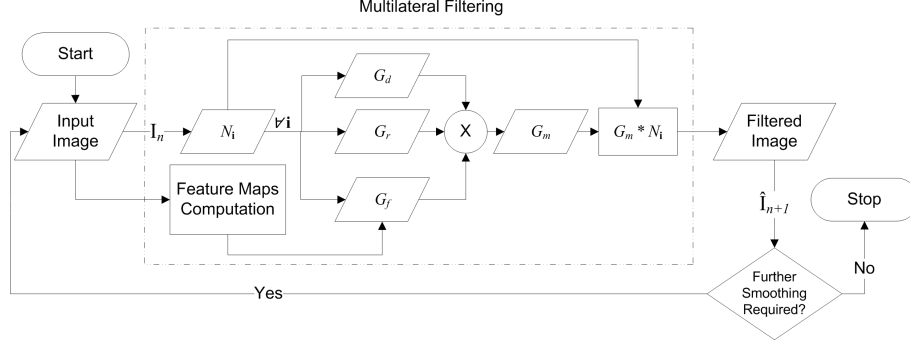 Multilateral Filtering
Start
Input
Image
I_n
N_i
∀i
G_d
G_r
G_f
X
G_m
G_m * N_i
Feature Maps
Computation
Filtered
Image
Î_{n+1}
Stop
Further
Smoothing
Required?
No
Yes